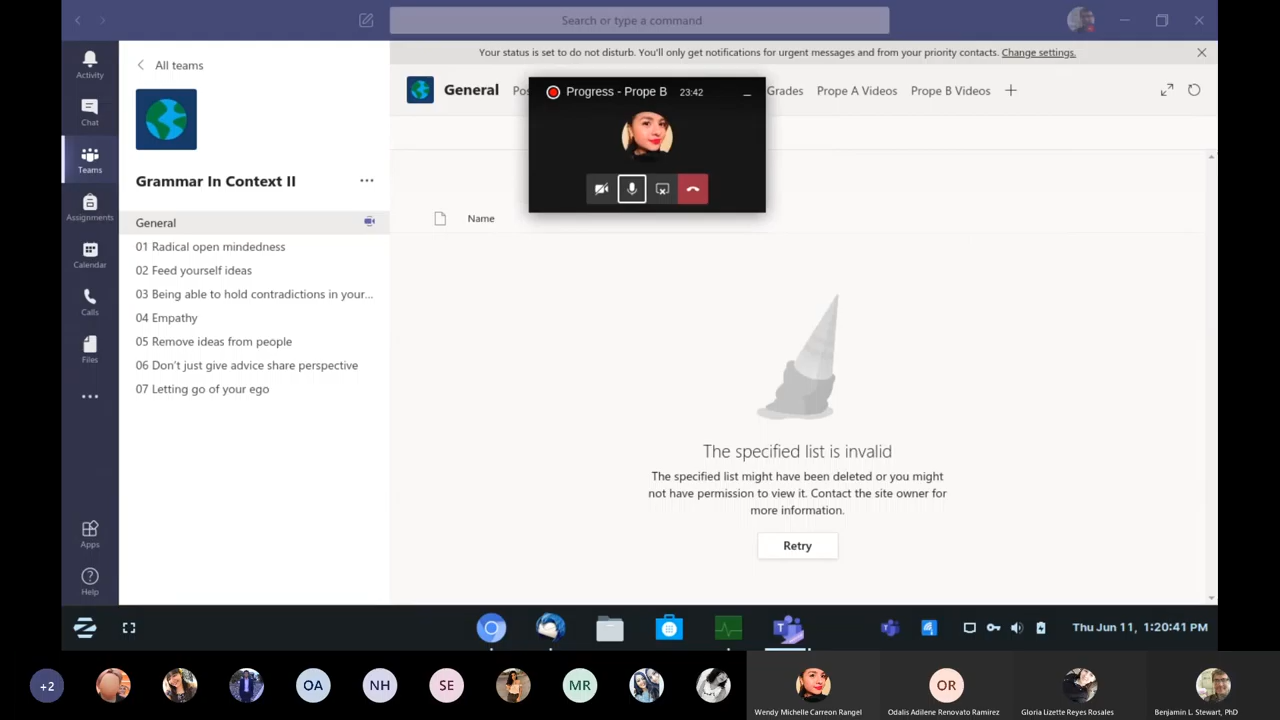 Search or type a command
Your status is set to do not disturb. You'll only get notifications for urgent messages and from your priority contacts. Change settings.
Activity
Chat
Teams
Assignments
Calendar
Calls
Files
Apps
Help
All teams
Grammar In Context II
General
01 Radical open mindedness
02 Feed yourself ideas
03 Being able to hold contradictions in your...
04 Empathy
05 Remove ideas from people
06 Don't just give advice share perspective
07 Letting go of your ego
General Pos Grades Prope A Videos Prope B Videos
Progress - Prope B 23:42
Name
The specified list is invalid
The specified list might have been deleted or you might
not have permission to view it. Contact the site owner for
more information.
Retry
Thu Jun 11, 1:20:41 PM
+2 OA NH SE MR OR
Wendy Michelle Carreon Rangel
Odalis Adilene Renovato Ramirez
Gloria Lizette Reyes Rosales
Benjamin L. Stewart, PhD